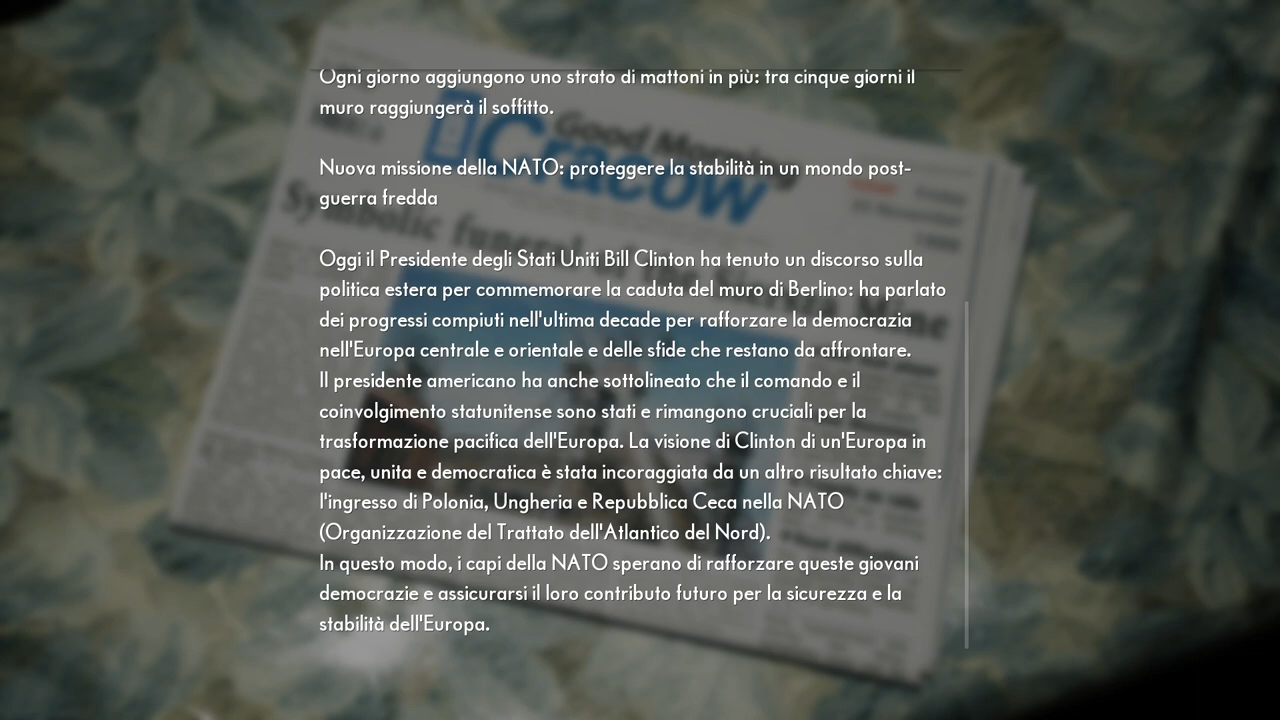 Ogni giorno aggiungono uno strato di mattoni in più: tra cinque giorni il
muro raggiungerà il soffitto.
Nuova missione della NATO: proteggere la stabilità in un mondo post-
guerra fredda
Oggi il Presidente degli Stati Uniti Bill Clinton ha tenuto un discorso sulla
politica estera per commemorare la caduta del muro di Berlino: ha parlato
dei progressi compiuti nell'ultima decade per rafforzare la democrazia
nell'Europa centrale e orientale e delle sfide che restano da affrontare.
Il presidente americano ha anche sottolineato che il comando e il
coinvolgimento statunitense sono stati e rimangono cruciali per la
trasformazione pacifica dell'Europa. La visione di Clinton di un'Europa in
pace, unita e democratica è stata incoraggiata da un altro risultato chiave:
l'ingresso di Polonia, Ungheria e Repubblica Ceca nella NATO
(Organizzazione del Trattato dell'Atlantico del Nord).
In questo modo, i capi della NATO sperano di rafforzare queste giovani
democrazie e assicurarsi il loro contributo futuro per la sicurezza e la
stabilità dell'Europa.
Good Morning
Cracow